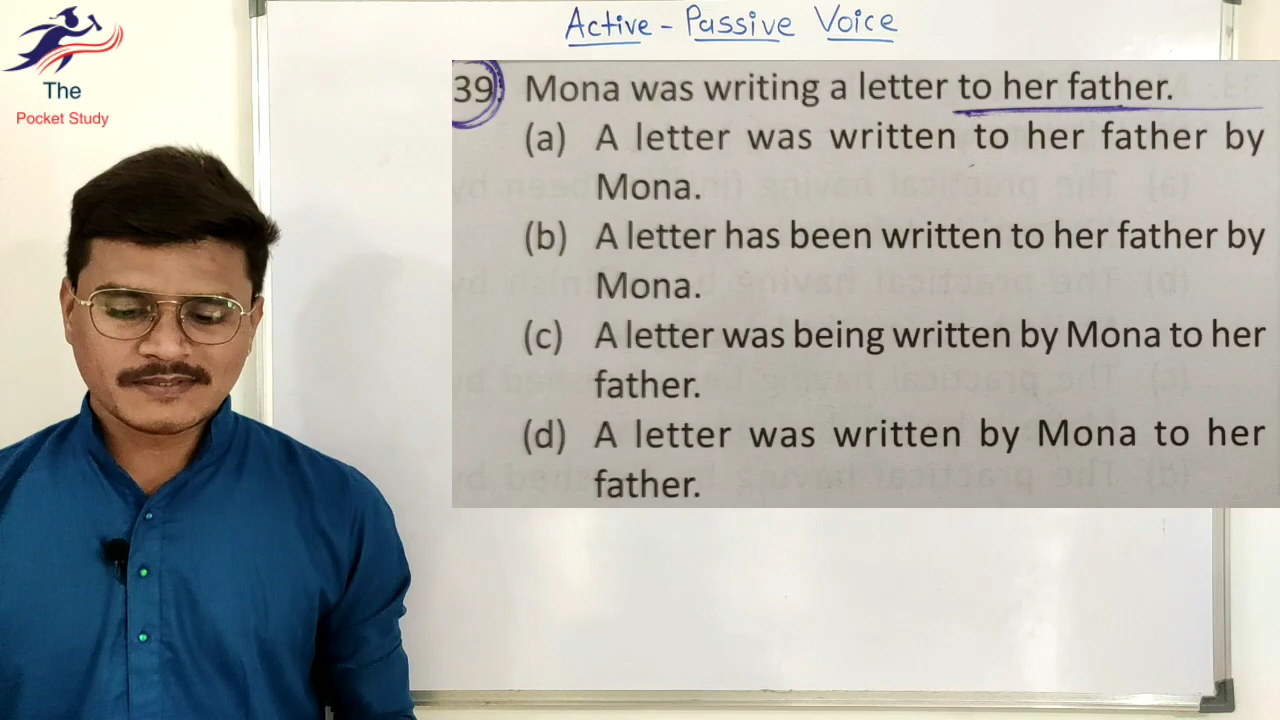 The
Pocket Study
Active - Passive Voice
39 Mona was writing a letter to her father.
(a) A letter was written to her father by
Mona.
(b) A letter has been written to her father by
Mona.
(c) A letter was being written by Mona to her
father.
(d) A letter was written by Mona to her
father.